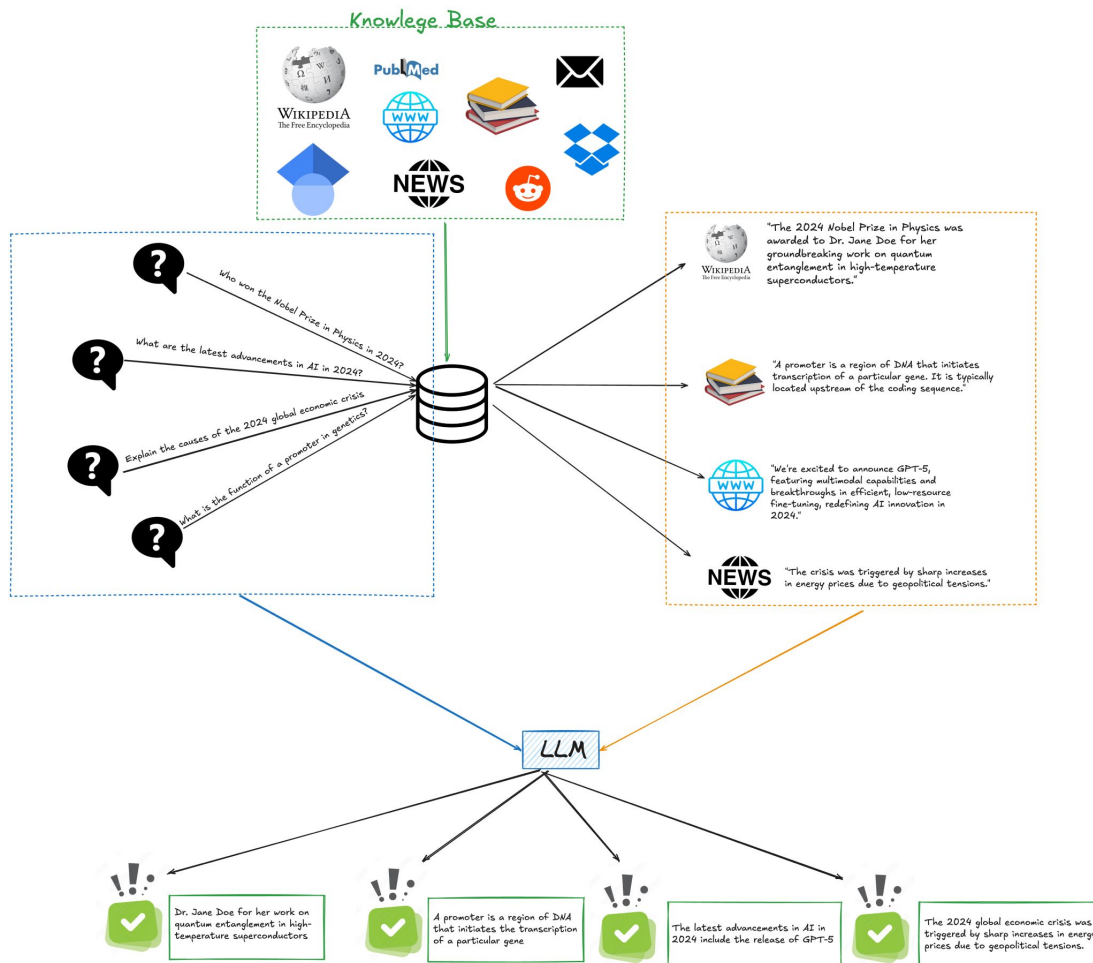 Knowlege Base
PubMed
WIKIPEDIA
The Free Encyclopedia
WWW
NEWS
Who won the Nobel Prize in Physics in 2024?
What are the latest advancements in AI in 2024?
Explain the causes of the 2024 global economic crisis
What is the function of a promoter in genetics?
WIKIPEDIA
The Free Encyclopedia
"The 2024 Nobel Prize in Physics was
awarded to Dr. Jane Doe for her
groundbreaking work on quantum
entanglement in high-temperature
superconductors."
"A promoter is a region of DNA that initiates
transcription of a particular gene. It is typically
located upstream of the coding sequence."
WWW
"We're excited to announce GPT-5,
featuring multimodal capabilities and
breakthroughs in efficient, low-resource
fine-tuning, redefining AI innovation in
2024."
NEWS
"The crisis was triggered by sharp increases
in energy prices due to geopolitical tensions."
LLM
Dr. Jane Doe for her work on
quantum entanglement in high-
temperature superconductors
A promoter is a region of DNA
that initiates the transcription
of a particular gene
The latest advancements in AI in
2024 include the release of GPT-5
The 2024 global economic crisis was
triggered by sharp increases in energy
prices due to geopolitical tensions.